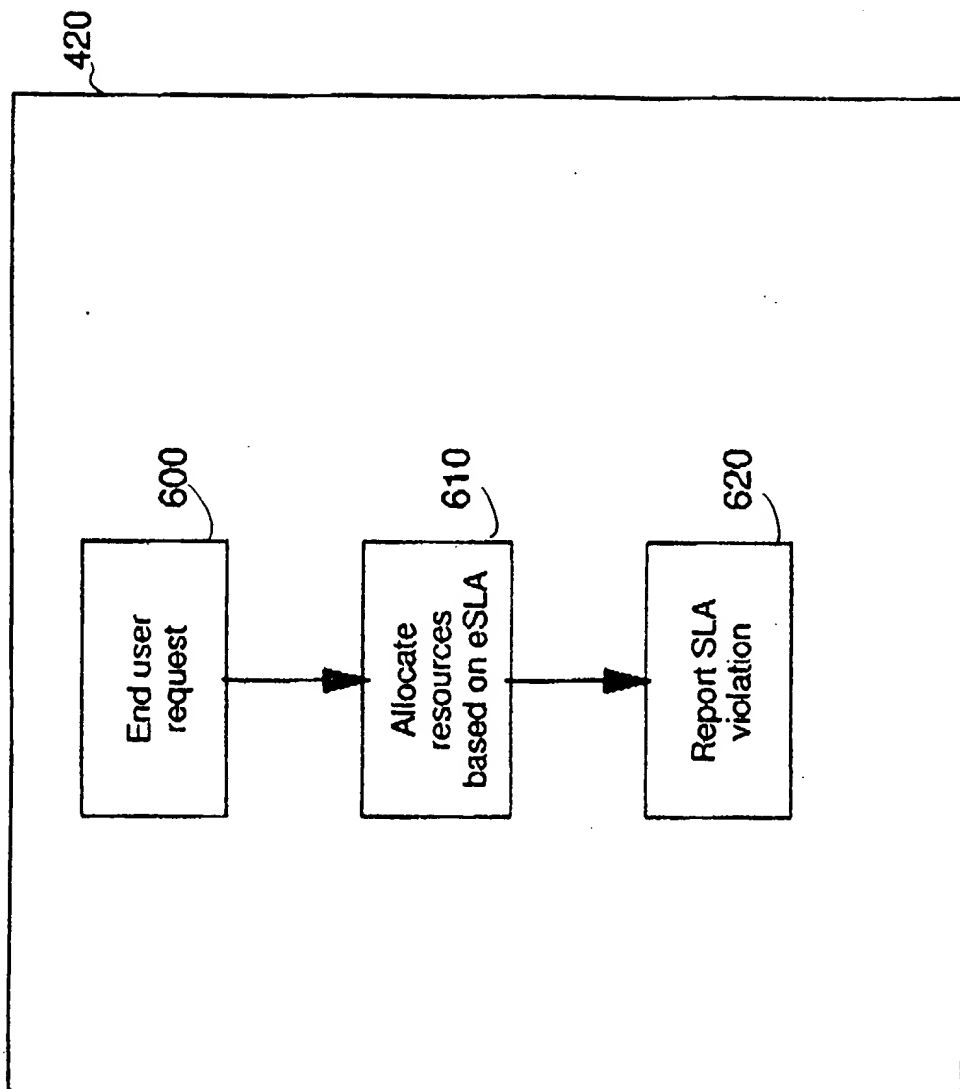 420
600
End user
request
610
Allocate
resources
based on eSLA
620
Report SLA
violation